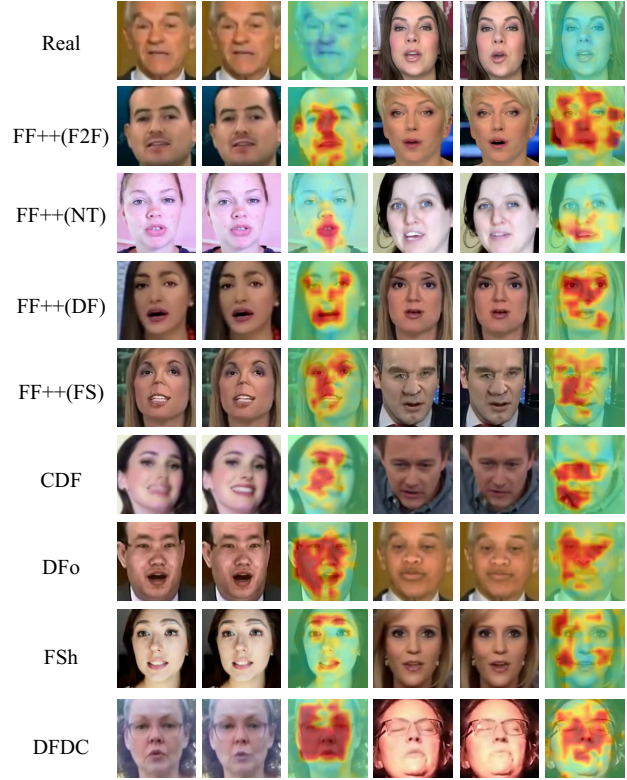 Real
FF++(F2F)
FF++(NT)
FF++(DF)
FF++(FS)
CDF
DFo
FSh
DFDC